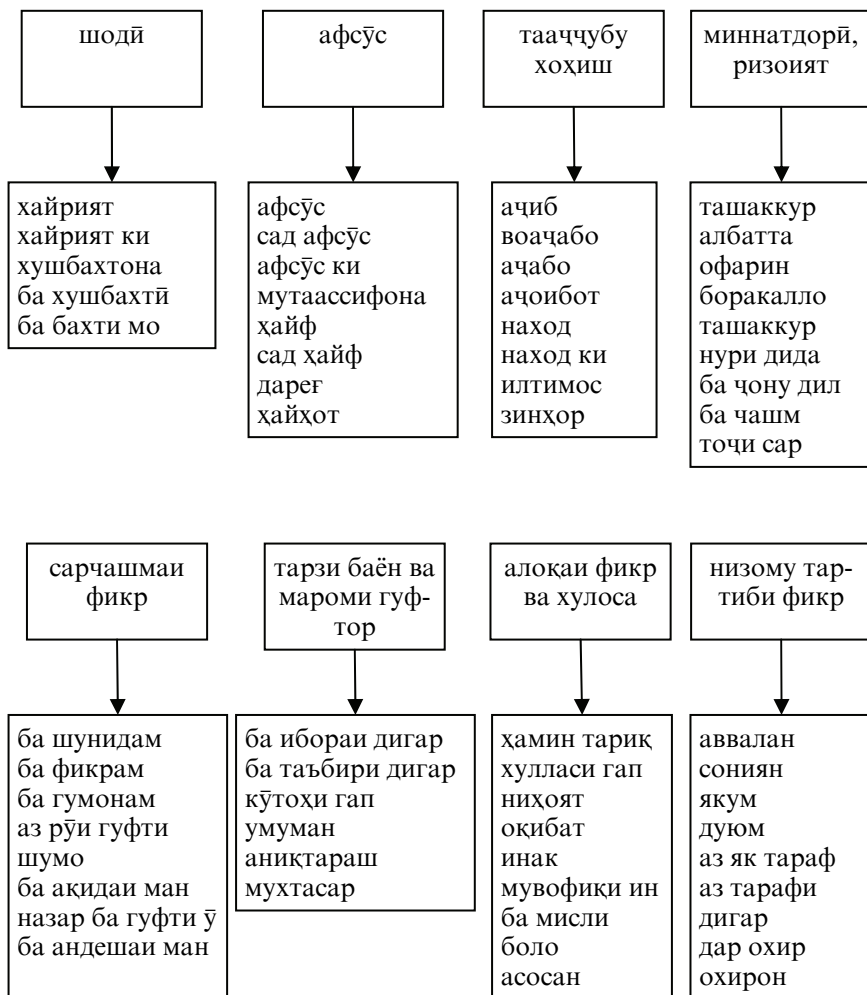 шодӣ
афсӯс
тааҷҷубу
хоҳиш
миннатдорӣ,
ризоият
хайрият
хайрият ки
хушбахтона
ба хушбахтӣ
ба бахти мо
афсӯс
сад афсӯс
афсӯс ки
мутаассифона
ҳайф
сад ҳайф
дареғ
ҳайҳот
аҷиб
воаҷабо
аҷабо
аҷоибот
наход
наход ки
илтимос
зинҳор
ташаккур
албатта
офарин
боракалло
ташаккур
нури дида
ба ҷону дил
ба чашм
тоҷи сар
сарчашмаи
фикр
тарзи баён ва
мароми гуф-
тор
алоқаи фикр
ва хулоса
низому тар-
тиби фикр
ба шунидам
ба фикрам
ба гумонам
аз рӯи гуфти
шумо
ба ақидаи ман
назар ба гуфти ӯ
ба андешаи ман
ба ибораи дигар
ба таъбири дигар
кӯтоҳи гап
умуман
аниқтараш
мухтасар
ҳамин тариқ
хулласи гап
ниҳоят
оқибат
инак
мувофиқи ин
ба мисли
боло
асосан
аввалан
сониян
якум
дуюм
аз як тараф
аз тарафи
дигар
дар охир
охирон